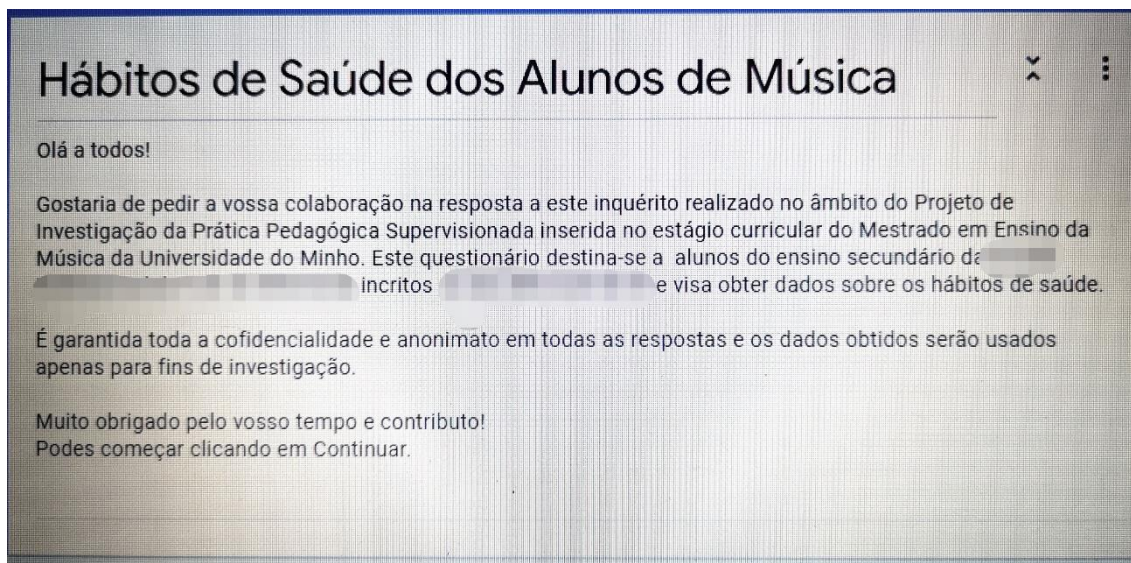 Hábitos de Saúde dos Alunos de Música
Olá a todos!
Gostaria de pedir a vossa colaboração na resposta a este inquérito realizado no âmbito do Projeto de
Investigação da Prática Pedagógica Supervisionada inserida no estágio curricular do Mestrado em Ensino da
Música da Universidade do Minho. Este questionário destina-se a alunos do ensino secundário da
incritos e visa obter dados sobre os hábitos de saúde.
É garantida toda a cofidencialidade e anonimato em todas as respostas e os dados obtidos serão usados
apenas para fins de investigação.
Muito obrigado pelo vosso tempo e contributo!
Podes começar clicando em Continuar.